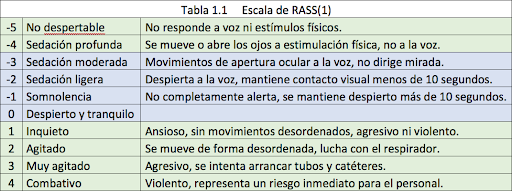 Tabla 1.1 Escala de RASS(1)
-5 No despertable No responde a voz ni estímulos físicos.
-4 Sedación profunda Se mueve o abre los ojos a estimulación física, no a la voz.
-3 Sedación moderada Movimientos de apertura ocular a la voz, no dirige mirada.
-2 Sedación ligera Despierta a la voz, mantiene contacto visual menos de 10 segundos.
-1 Somnolencia No completamente alerta, se mantiene despierto más de 10 segundos.
0 Despierto y tranquilo
1 Inquieto Ansioso, sin movimientos desordenados, agresivo ni violento.
2 Agitado Se mueve de forma desordenada, lucha con el respirador.
3 Muy agitado Agresivo, se intenta arrancar tubos y catéteres.
4 Combativo Violento, representa un riesgo inmediato para el personal.